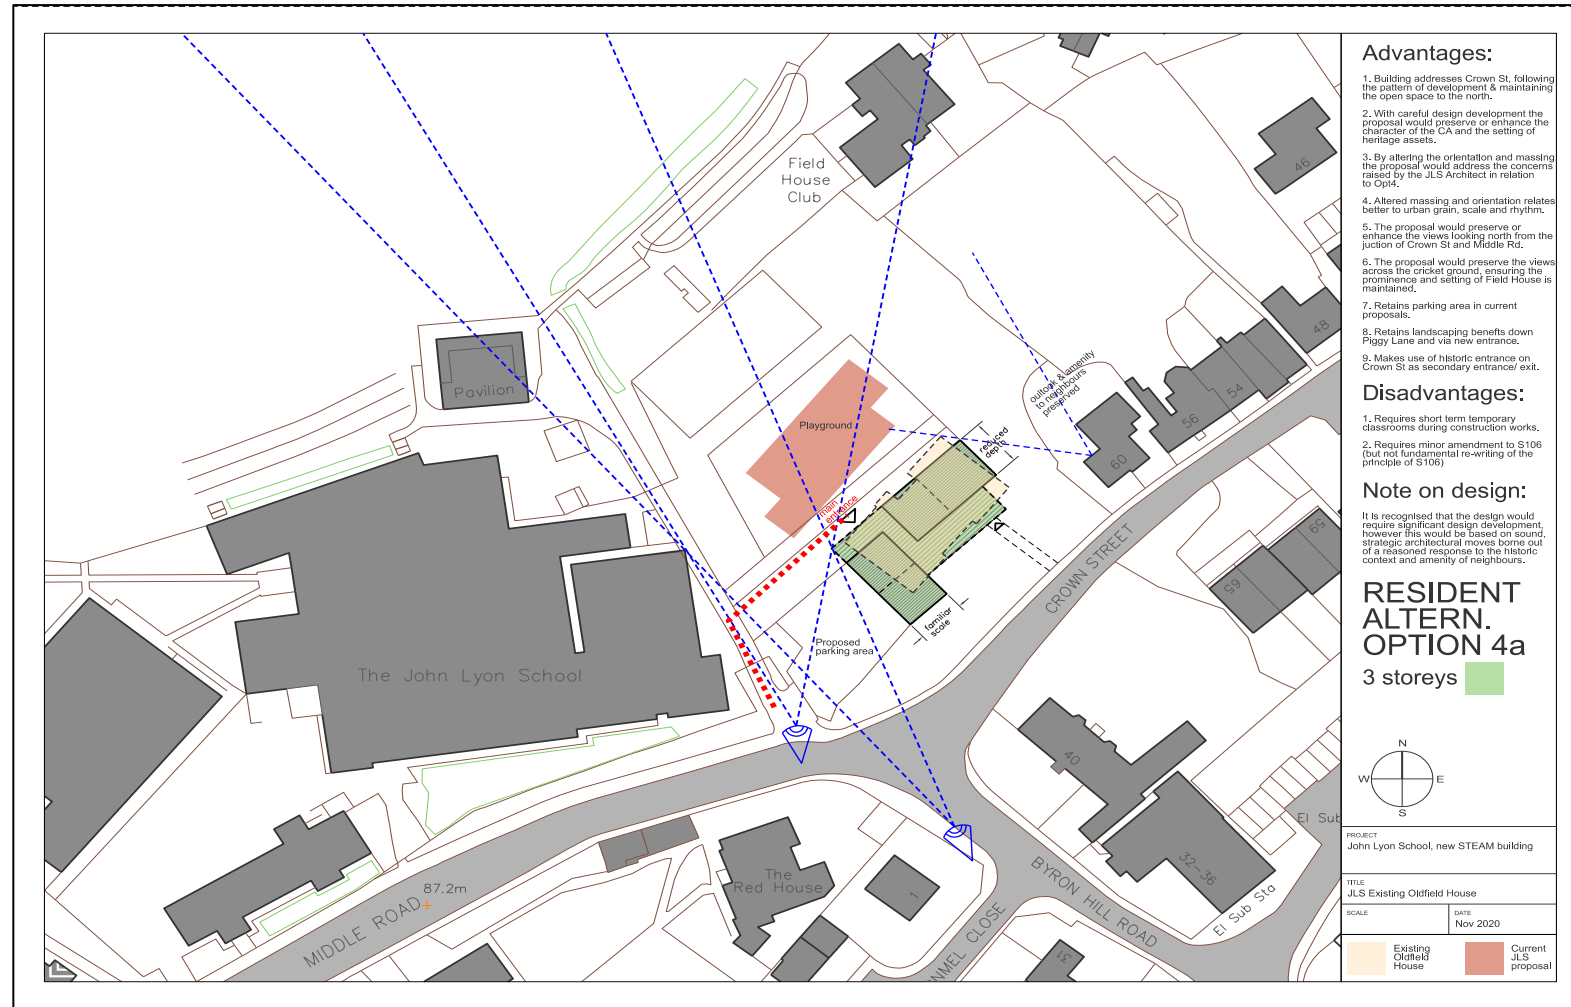 Field
House
Club
46
48
54
56
60
59
65
Pavilion
Playground
outlook & amenity
to neighbours
preserved
reduced
depth
main
entrance
familiar
scale
Proposed
parking area
The John Lyon School
CROWN STREET
MIDDLE ROAD
87.2m
The
Red House
1
40
32-36
El Sub
El Sub Sta
BYRON HILL ROAD
NMEL CLOSE
31
Advantages:
1. Building addresses Crown St, following
the pattern of development & maintaining
the open space to the north.
2. With careful design development the
proposal would preserve or enhance the
character of the CA and the setting of
heritage assets.
3. By altering the orientation and massing
the proposal would address the concerns
raised by the JLS Architect in relation
to Opt4.
4. Altered massing and orientation relates
better to urban grain, scale and rhythm.
5. The proposal would preserve or
enhance the views looking north from the
juction of Crown St and Middle Rd.
6. The proposal would preserve the views
across the cricket ground, ensuring the
prominence and setting of Field House is
maintained.
7. Retains parking area in current
proposals.
8. Retains landscaping benefts down
Piggy Lane and via new entrance.
9. Makes use of historic entrance on
Crown St as secondary entrance/ exit.
Disadvantages:
1. Requires short term temporary
classrooms during construction works.
2. Requires minor amendment to S106
(but not fundamental re-writing of the
principle of S106)
Note on design:
It is recognised that the design would
require significant design development,
however this would be based on sound,
strategic architectural moves borne out
of a reasoned response to the historic
context and amenity of neighbours.
RESIDENT
ALTERN.
OPTION 4a
3 storeys
N
W E
S
PROJECT
John Lyon School, new STEAM building
TITLE
JLS Existing Oldfield House
SCALE
DATE
Nov 2020
Existing
Oldfield
House
Current
JLS
proposal